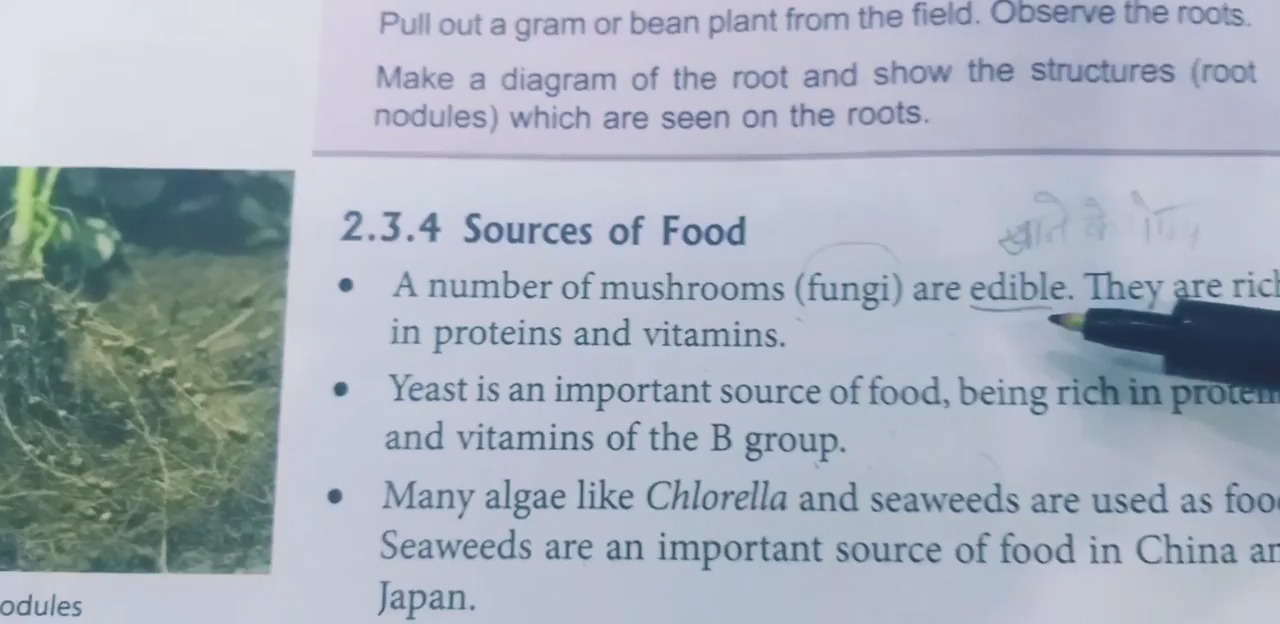 Pull out a gram or bean plant from the field. Observe the roots.
Make a diagram of the root and show the structures (root
nodules) which are seen on the roots.
2.3.4 Sources of Food
खाने के
• A number of mushrooms (fungi) are edible. They are rich
in proteins and vitamins.
• Yeast is an important source of food, being rich in protein
and vitamins of the B group.
• Many algae like Chlorella and seaweeds are used as foo
Seaweeds are an important source of food in China an
Japan.
odules